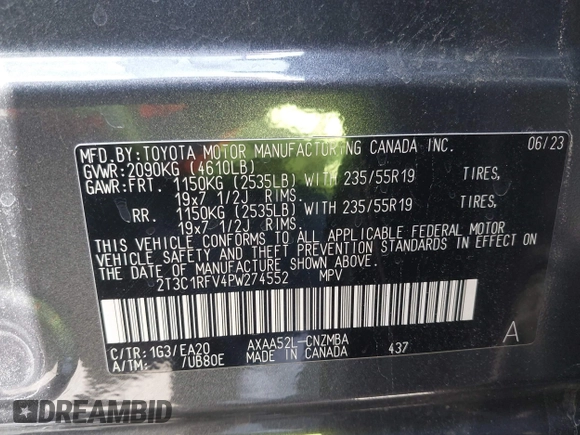 MFD.BY:TOYOTA MOTOR MANUFACTURING CANADA INC. 06/23
GVWR:2090KG (4610LB)
GAWR:FRT. 1150KG (2535LB) WITH 235/55R19 TIRES,
19x7 1/2J RIMS.
RR. 1150KG (2535LB) WITH 235/55R19 TIRES,
19x7 1/2J RIMS.
THIS VEHICLE CONFORMS TO ALL APPLICABLE FEDERAL MOTOR
VEHICLE SAFETY AND THEFT PREVENTION STANDARDS IN EFFECT ON
THE DATE OF MANUFACTURE SHOWN ABOVE.
2T3C1RFV4PW274552 MPV
C/TR:1G3/EA20 AXAA52L-CNZMBA A
A/TM: /UB80E MADE IN CANADA 437
DREAMBID